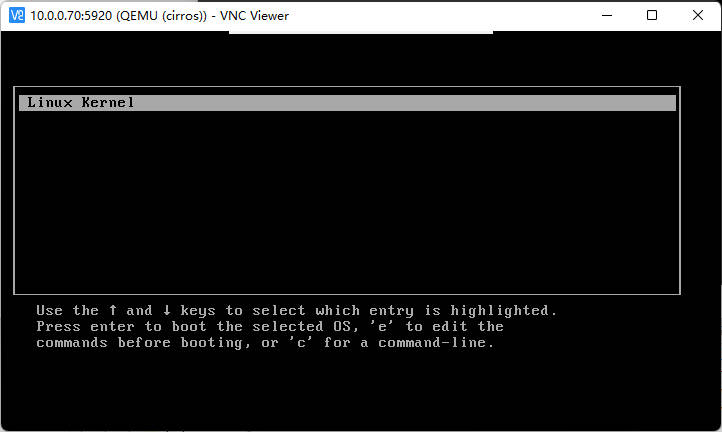 10.0.0.70:5920 (QEMU (cirros)) - VNC Viewer
Linux Kernel
Use the ↑ and ↓ keys to select which entry is highlighted.
Press enter to boot the selected OS, 'e' to edit the
commands before booting, or 'c' for a command-line.